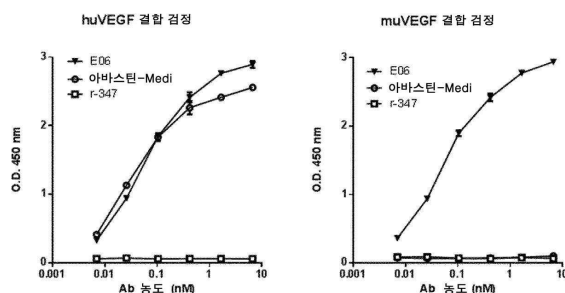 huVEGF 결합 검정
E06
아바스틴-Medi
r-347
3
2
1
0
O.D. 450 nm
0.001 0.01 0.1 1 10
Ab 농도 (nM)
muVEGF 결합 검정
E06
아바스틴-Medi
r-347
3
2
1
0
O.D. 450 nm
0.001 0.01 0.1 1 10
Ab 농도 (nM)